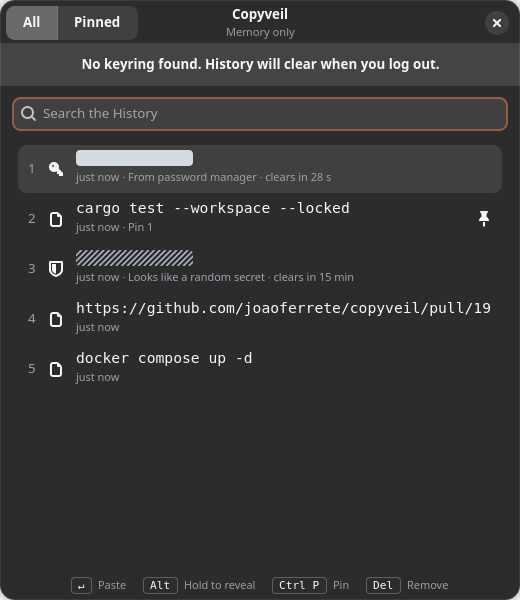 All
Pinned
Copyveil
Memory only
No keyring found. History will clear when you log out.
Search the History
1
just now · From password manager · clears in 28 s
2
cargo test --workspace --locked
just now · Pin 1
3
just now · Looks like a random secret · clears in 15 min
4
https://github.com/joaoferrete/copyveil/pull/19
just now
5
docker compose up -d
just now
↵ Paste Alt Hold to reveal Ctrl P Pin Del Remove